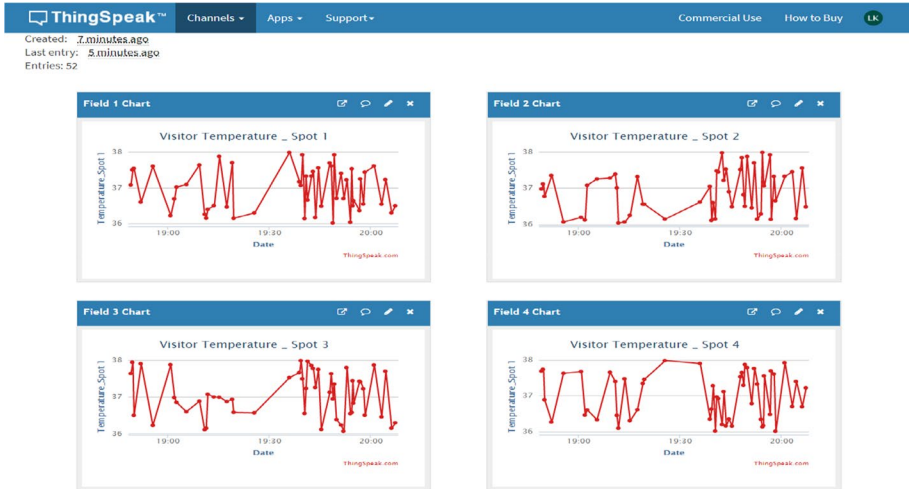 ThingSpeak™ Channels Apps Support Commercial Use How to Buy LK
Created: 7 minutes ago
Last entry: 5 minutes ago
Entries: 52
Field 1 Chart
Visitor Temperature _ Spot 1
Temperature_Spot 1
38
37
36
19:00 19:30 20:00
Date
ThingSpeak.com
Field 2 Chart
Visitor Temperature _ Spot 2
Temperature_Spot 1
38
37
36
19:00 19:30 20:00
Date
ThingSpeak.com
Field 3 Chart
Visitor Temperature _ Spot 3
Temperature_Spot 1
38
37
36
19:00 19:30 20:00
Date
ThingSpeak.com
Field 4 Chart
Visitor Temperature _ Spot 4
Temperature_Spot 1
38
37
36
19:00 19:30 20:00
Date
ThingSpeak.com